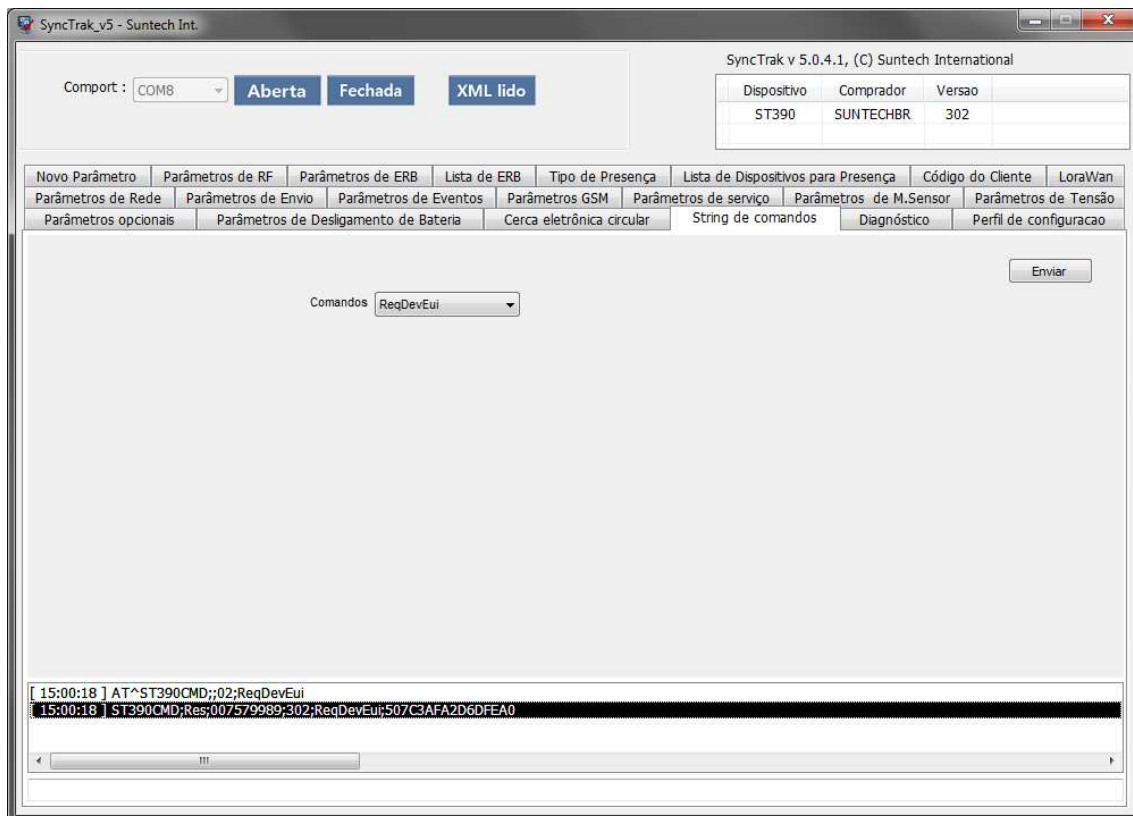 SyncTrak_v5 - Suntech Int.
SyncTrak v 5.0.4.1, (C) Suntech International
Comport : COM8 Aberta Fechada XML lido
Dispositivo Comprador Versao
ST390 SUNTECHBR 302
Novo Parâmetro Parâmetros de RF Parâmetros de ERB Lista de ERB Tipo de Presença Lista de Dispositivos para Presença Código do Cliente LoraWan
Parâmetros de Rede Parâmetros de Envio Parâmetros de Eventos Parâmetros GSM Parâmetros de serviço Parâmetros de M.Sensor Parâmetros de Tensão
Parâmetros opcionais Parâmetros de Desligamento de Bateria Cerca eletrônica circular String de comandos Diagnóstico Perfil de configuracao
Enviar
Comandos ReqDevEui
[ 15:00:18 ] AT^ST390CMD;;02;ReqDevEui
[ 15:00:18 ] ST390CMD;Res;007579989;302;ReqDevEui;507C3AFA2D6DFEA0